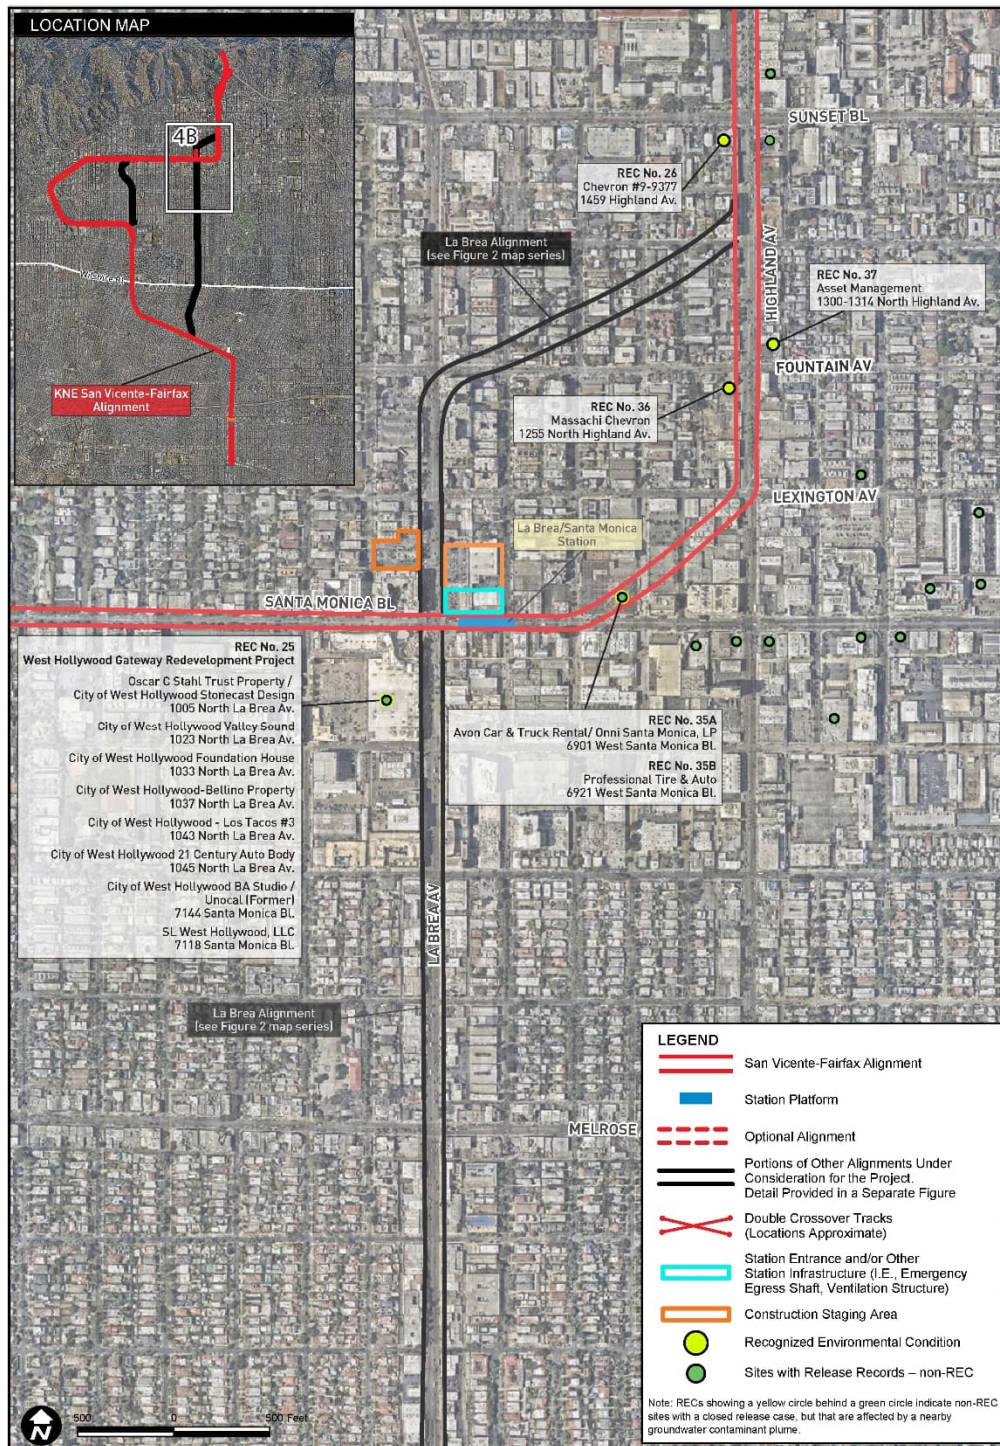 LOCATION MAP
4B
KNE San Vicente-Fairfax
Alignment
SUNSET BL
REC No. 26
Chevron #9-9377
1459 Highland Av.
La Brea Alignment
(see Figure 2 map series)
HIGHLAND AV
REC No. 37
Asset Management
1300-1314 North Highland Av.
FOUNTAIN AV
REC No. 36
Massachi Chevron
1255 North Highland Av.
LEXINGTON AV
La Brea/Santa Monica
Station
SANTA MONICA BL
REC No. 25
West Hollywood Gateway Redevelopment Project
Oscar C Stahl Trust Property /
City of West Hollywood Stonecast Design
1005 North La Brea Av.
City of West Hollywood Valley Sound
1023 North La Brea Av.
City of West Hollywood Foundation House
1033 North La Brea Av.
City of West Hollywood-Bellino Property
1037 North La Brea Av.
City of West Hollywood - Los Tacos #3
1043 North La Brea Av.
City of West Hollywood 21 Century Auto Body
1045 North La Brea Av.
City of West Hollywood BA Studio /
Unocal (Former)
7144 Santa Monica Bl.
SL West Hollywood, LLC
7118 Santa Monica Bl.
REC No. 35A
Avon Car & Truck Rental/ Onni Santa Monica, LP
6901 West Santa Monica Bl.
REC No. 35B
Professional Tire & Auto
6921 West Santa Monica Bl.
LA BREA AV
La Brea Alignment
(see Figure 2 map series)
MELROSE
LEGEND
San Vicente-Fairfax Alignment
Station Platform
Optional Alignment
Portions of Other Alignments Under
Consideration for the Project.
Detail Provided in a Separate Figure
Double Crossover Tracks
(Locations Approximate)
Station Entrance and/or Other
Station Infrastructure (I.E., Emergency
Egress Shaft, Ventilation Structure)
Construction Staging Area
Recognized Environmental Condition
Sites with Release Records – non-REC
Note: RECs showing a yellow circle behind a green circle indicate non-REC
sites with a closed release case, but that are affected by a nearby
groundwater contaminant plume.
N
500 0 500 Feet